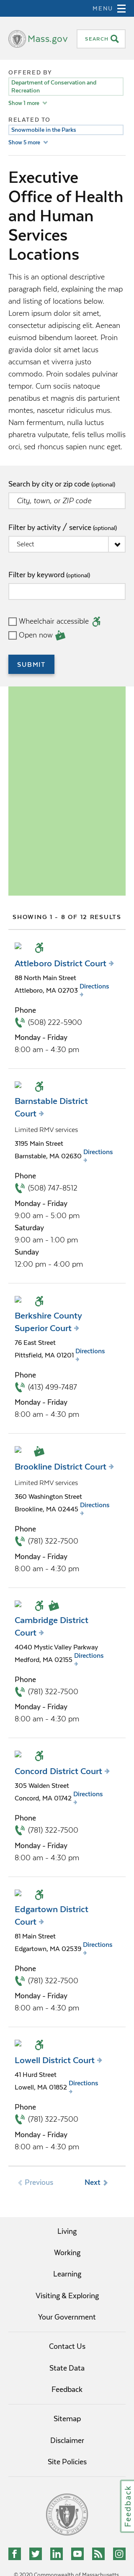 MENU
Mass.gov
SEARCH
OFFERED BY
Department of Conservation and
Recreation
Show 1 more
RELATED TO
Snowmobile in the Parks
Show 5 more
Executive
Office of Health
and Human
Services
Locations
This is an optional descriptive
paragraph field, explaining the map
and listing of locations below.
Lorem ipsum dolor sit amet,
consectetur adipiscing elit. Aenean
euismod bibendum laoreet. Proin
gravida dolor sit amet lacus
accumsan et viverra justo
commodo. Proin sodales pulvinar
tempor. Cum sociis natoque
penatibus et magnis dis parturient
montes, nascetur ridiculus mus.
Nam fermentum, nulla luctus
pharetra vulputate, felis tellus mollis
orci, sed rhoncus sapien nunc eget.
Search by city or zip code (optional)
City, town, or ZIP code
Filter by activity / service (optional)
Select
Filter by keyword (optional)
Wheelchair accessible
Open now
SUBMIT
SHOWING 1 - 8 OF 12 RESULTS
Attleboro District Court
88 North Main Street
Attleboro, MA 02703
Directions
Phone
(508) 222-5900
Monday - Friday
8:00 am - 4:30 pm
Barnstable District
Court
Limited RMV services
3195 Main Street
Barnstable, MA 02630
Directions
Phone
(508) 747-8512
Monday - Friday
9:00 am - 5:00 pm
Saturday
9:00 am - 1:00 pm
Sunday
12:00 pm - 4:00 pm
Berkshire County
Superior Court
76 East Street
Pittsfield, MA 01201
Directions
Phone
(413) 499-7487
Monday - Friday
8:00 am - 4:30 pm
Brookline District Court
Limited RMV services
360 Washington Street
Brookline, MA 02445
Directions
Phone
(781) 322-7500
Monday - Friday
8:00 am - 4:30 pm
Cambridge District
Court
4040 Mystic Valley Parkway
Medford, MA 02155
Directions
Phone
(781) 322-7500
Monday - Friday
8:00 am - 4:30 pm
Concord District Court
305 Walden Street
Concord, MA 01742
Directions
Phone
(781) 322-7500
Monday - Friday
8:00 am - 4:30 pm
Edgartown District
Court
81 Main Street
Edgartown, MA 02539
Directions
Phone
(781) 322-7500
Monday - Friday
8:00 am - 4:30 pm
Lowell District Court
41 Hurd Street
Lowell, MA 01852
Directions
Phone
(781) 322-7500
Monday - Friday
8:00 am - 4:30 pm
Previous
Next
Living
Working
Learning
Visiting & Exploring
Your Government
Contact Us
State Data
Feedback
Sitemap
Disclaimer
Site Policies
Feedback
© 2020 Commonwealth of Massachusetts.